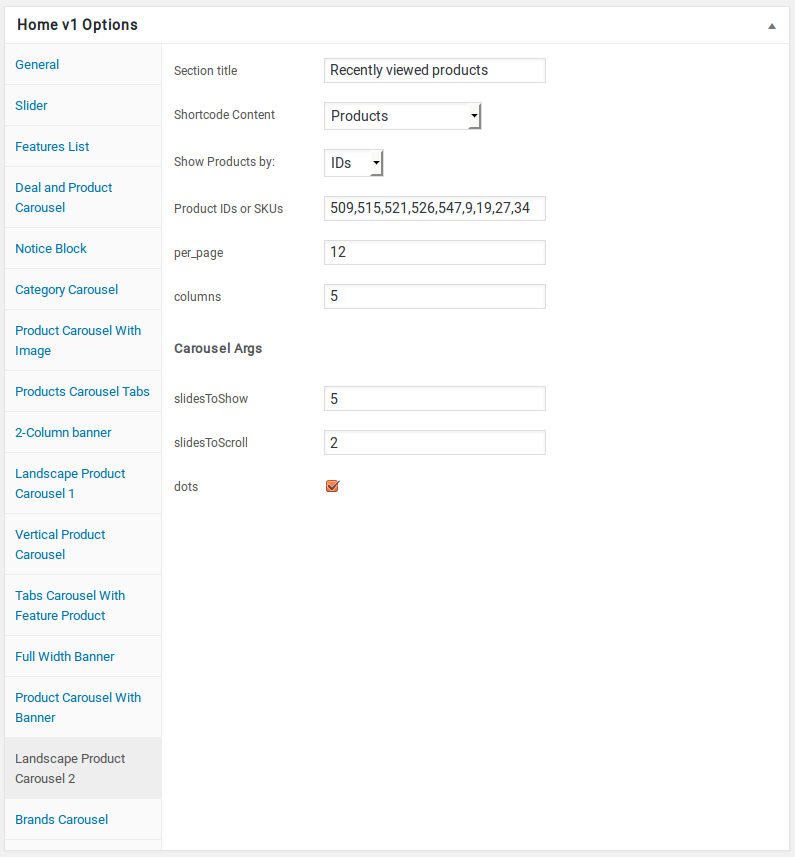 Home v1 Options
General
Slider
Features List
Deal and Product
Carousel
Notice Block
Category Carousel
Product Carousel With
Image
Products Carousel Tabs
2-Column banner
Landscape Product
Carousel 1
Vertical Product
Carousel
Tabs Carousel With
Feature Product
Full Width Banner
Product Carousel With
Banner
Landscape Product
Carousel 2
Brands Carousel
Section title Recently viewed products
Shortcode Content Products
Show Products by: IDs
Product IDs or SKUs 509,515,521,526,547,9,19,27,34
per_page 12
columns 5
Carousel Args
slidesToShow 5
slidesToScroll 2
dots